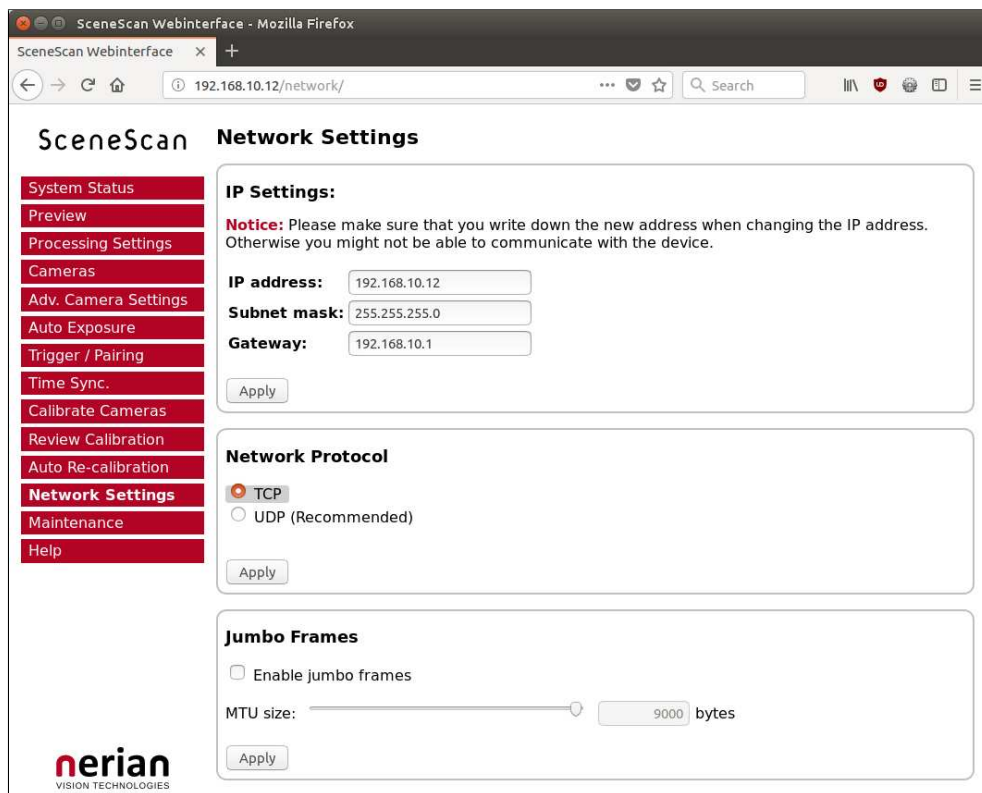 SceneScan Webinterface - Mozilla Firefox
SceneScan Webinterface
192.168.10.12/network/
Search
SceneScan
System Status
Preview
Processing Settings
Cameras
Adv. Camera Settings
Auto Exposure
Trigger / Pairing
Time Sync.
Calibrate Cameras
Review Calibration
Auto Re-calibration
Network Settings
Maintenance
Help
nerian
VISION TECHNOLOGIES
Network Settings
IP Settings:
Notice: Please make sure that you write down the new address when changing the IP address.
Otherwise you might not be able to communicate with the device.
IP address: 192.168.10.12
Subnet mask: 255.255.255.0
Gateway: 192.168.10.1
Apply
Network Protocol
TCP
UDP (Recommended)
Apply
Jumbo Frames
Enable jumbo frames
MTU size: 9000 bytes
Apply